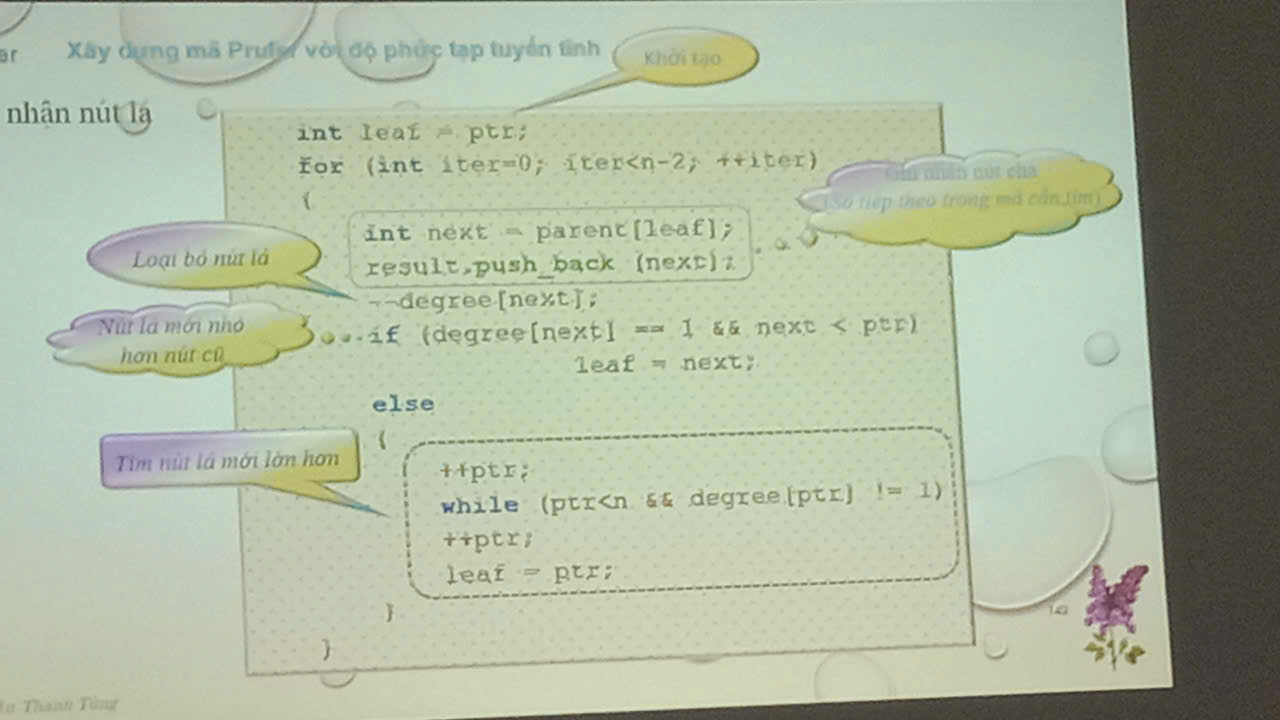 ar
Xây dựng mã Prufer với độ phức tạp tuyến tính
Khởi tạo
nhận nút lá
int leaf = ptr;
for (int iter=0; iter<n-2; ++iter)
{
Ghi nhận nút cha
(Số tiếp theo trong mã cần tìm)
int next = parent[leaf];
result.push_back (next);
Loại bỏ nút lá
--degree[next];
Nút lá mới nhỏ
hơn nút cũ
if (degree[next] == 1 && next < ptr)
leaf = next;
else
{
Tìm nút lá mới lớn hơn
++ptr;
while (ptr<n && degree[ptr] != 1)
++ptr;
leaf = ptr;
}
}
Thanh Tùng